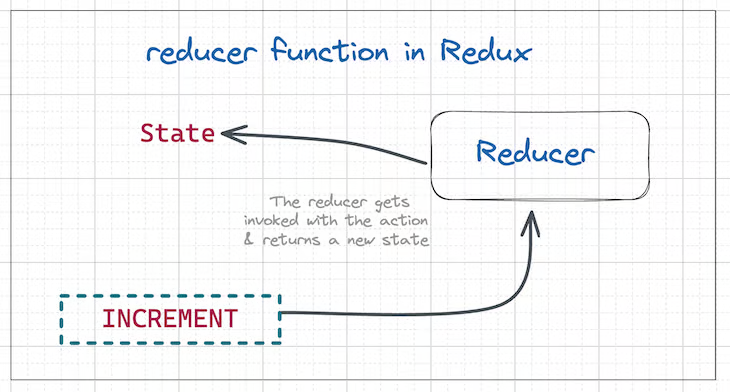 reducer function in Redux
State
Reducer
The reducer gets
invoked with the action
& returns a new state
INCREMENT